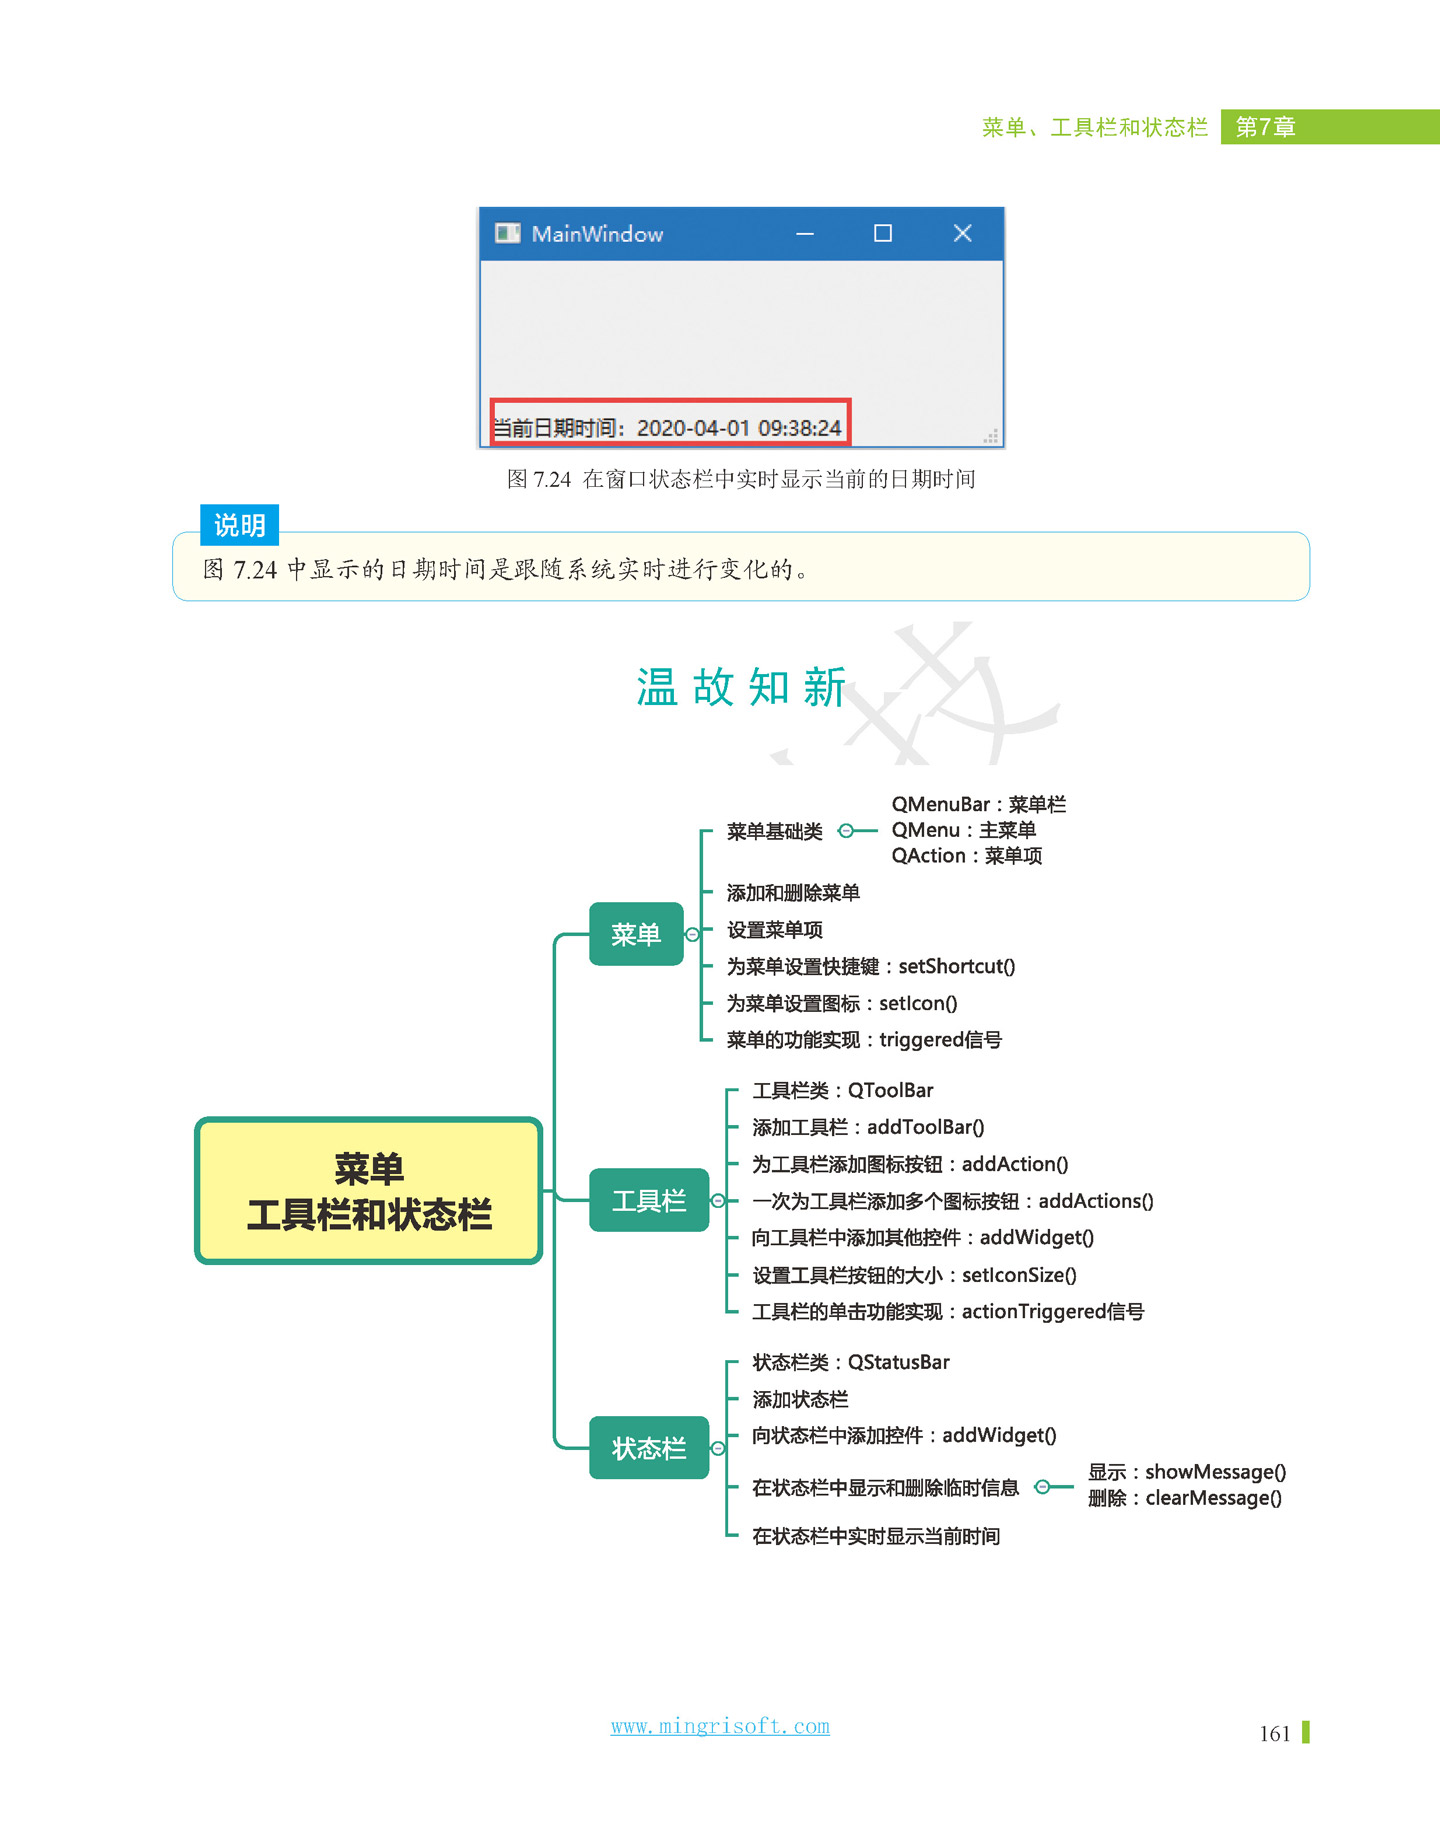 菜单、工具栏和状态栏 第7章
MainWindow
当前日期时间：2020-04-01 09:38:24
图 7.24 在窗口状态栏中实时显示当前的日期时间
说明
图 7.24 中显示的日期时间是跟随系统实时进行变化的。
温故知新
技
菜单
工具栏和状态栏
菜单
菜单基础类
QMenuBar：菜单栏
QMenu：主菜单
QAction：菜单项
添加和删除菜单
设置菜单项
为菜单设置快捷键：setShortcut()
为菜单设置图标：setIcon()
菜单的功能实现：triggered信号
工具栏
工具栏类：QToolBar
添加工具栏：addToolBar()
为工具栏添加图标按钮：addAction()
一次为工具栏添加多个图标按钮：addActions()
向工具栏中添加其他控件：addWidget()
设置工具栏按钮的大小：setIconSize()
工具栏的单击功能实现：actionTriggered信号
状态栏
状态栏类：QStatusBar
添加状态栏
向状态栏中添加控件：addWidget()
在状态栏中显示和删除临时信息
显示：showMessage()
删除：clearMessage()
在状态栏中实时显示当前时间
www.mingrisoft.com
161